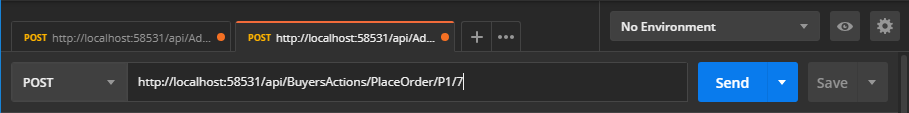 No Environment
POST http://localhost:58531/api/Ad...
POST http://localhost:58531/api/Ad...
POST
http://localhost:58531/api/BuyersActions/PlaceOrder/P1/7
Send
Save